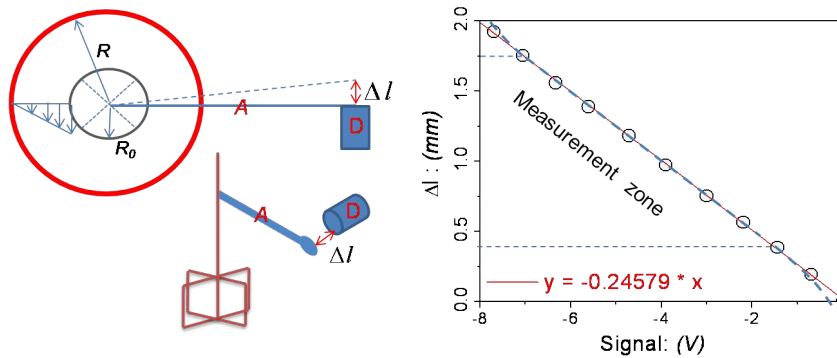 R
A
Δl
D
R0
A
D
Δl
Δl : (mm)
2.0
1.5
1.0
0.5
0.0
Measurement zone
y = -0.24579 * x
-8
-6
-4
-2
Signal: (V)